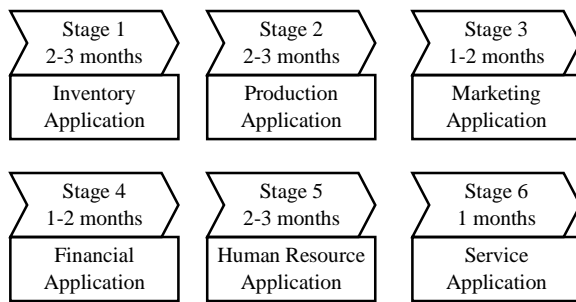 Stage 1
2-3 months
Inventory
Application
Stage 2
2-3 months
Production
Application
Stage 3
1-2 months
Marketing
Application
Stage 4
1-2 months
Financial
Application
Stage 5
2-3 months
Human Resource
Application
Stage 6
1 months
Service
Application